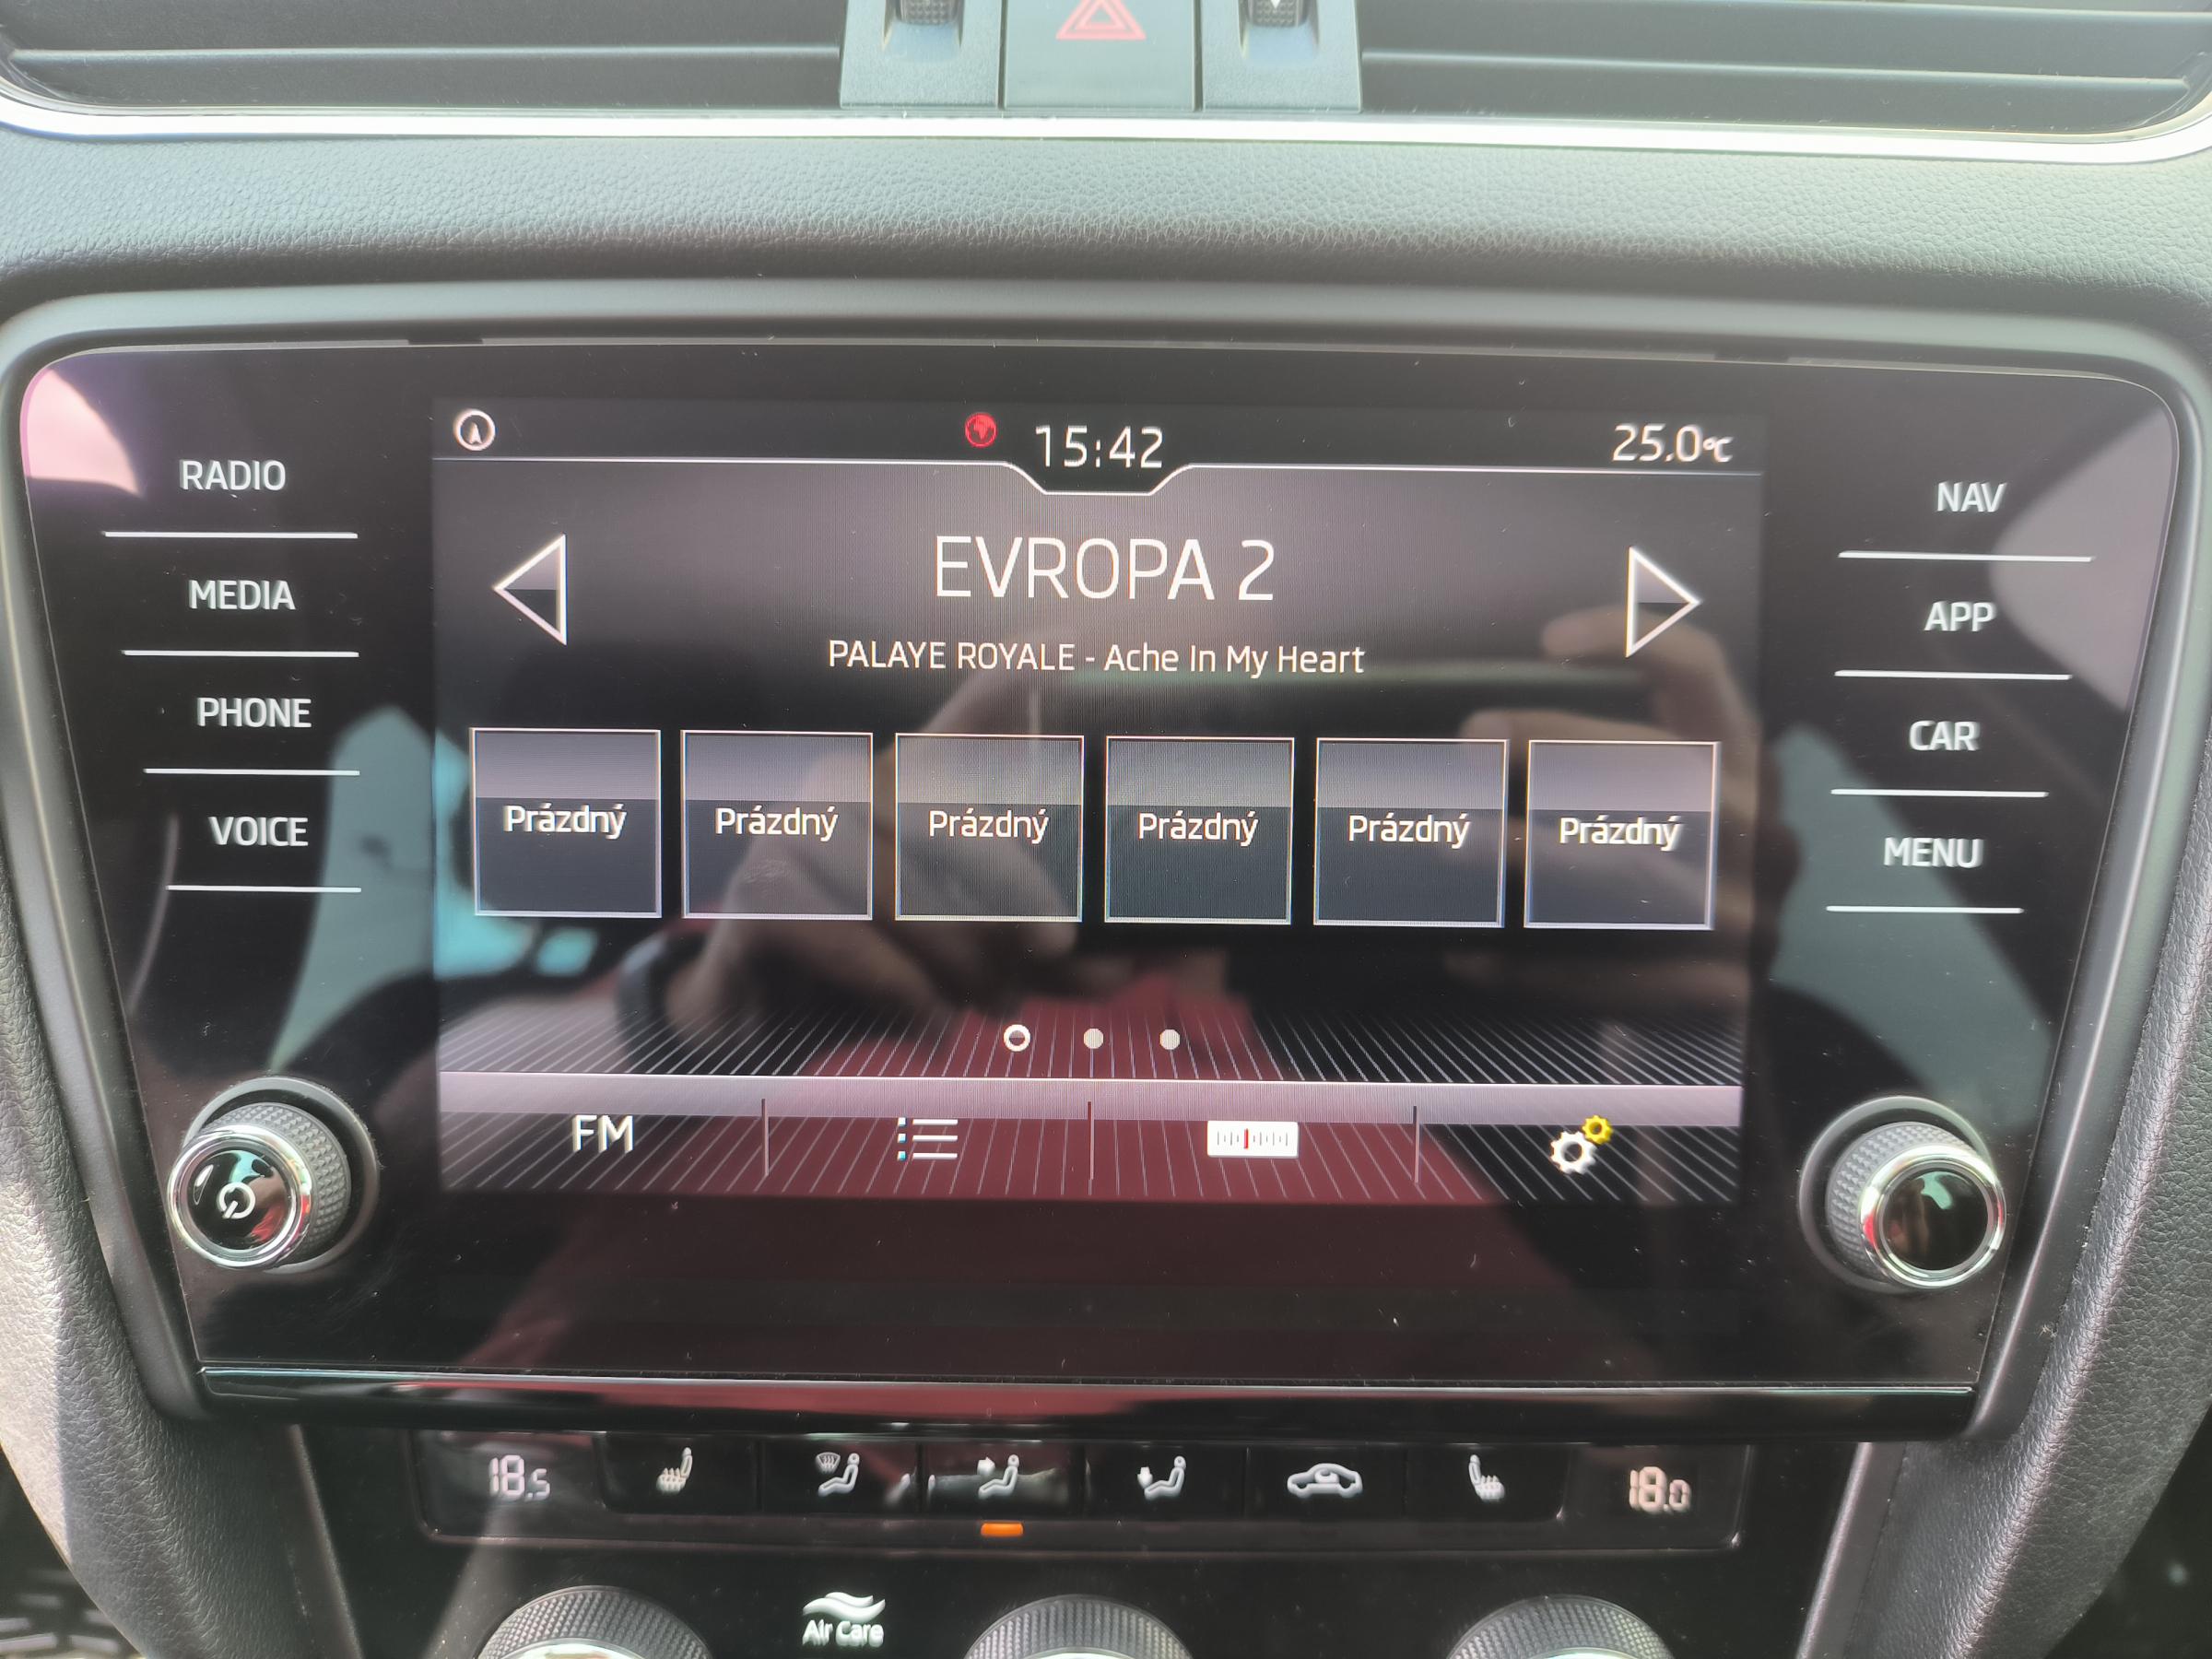 15:42
25.0°C
RADIO
MEDIA
PHONE
VOICE
NAV
APP
CAR
MENU
EVROPA 2
PALAYE ROYALE - Ache In My Heart
Prázdný
Prázdný
Prázdný
Prázdný
Prázdný
Prázdný
FM
18.5
18.0
Air Care